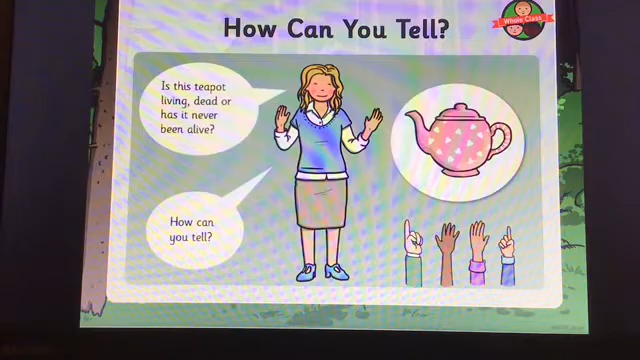 How Can You Tell?
Whole Class
Is this teapot
living, dead or
has it never
been alive?
How can
you tell?